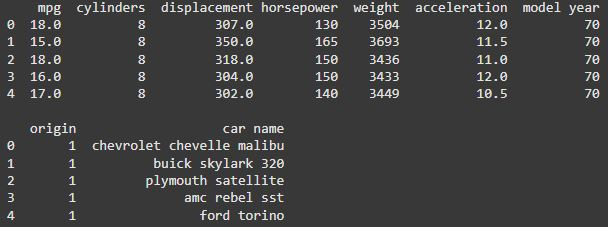 mpg cylinders displacement horsepower weight acceleration model year
0 18.0 8 307.0 130 3504 12.0 70
1 15.0 8 350.0 165 3693 11.5 70
2 18.0 8 318.0 150 3436 11.0 70
3 16.0 8 304.0 150 3433 12.0 70
4 17.0 8 302.0 140 3449 10.5 70
origin car name
0 1 chevrolet chevelle malibu
1 1 buick skylark 320
2 1 plymouth satellite
3 1 amc rebel sst
4 1 ford torino